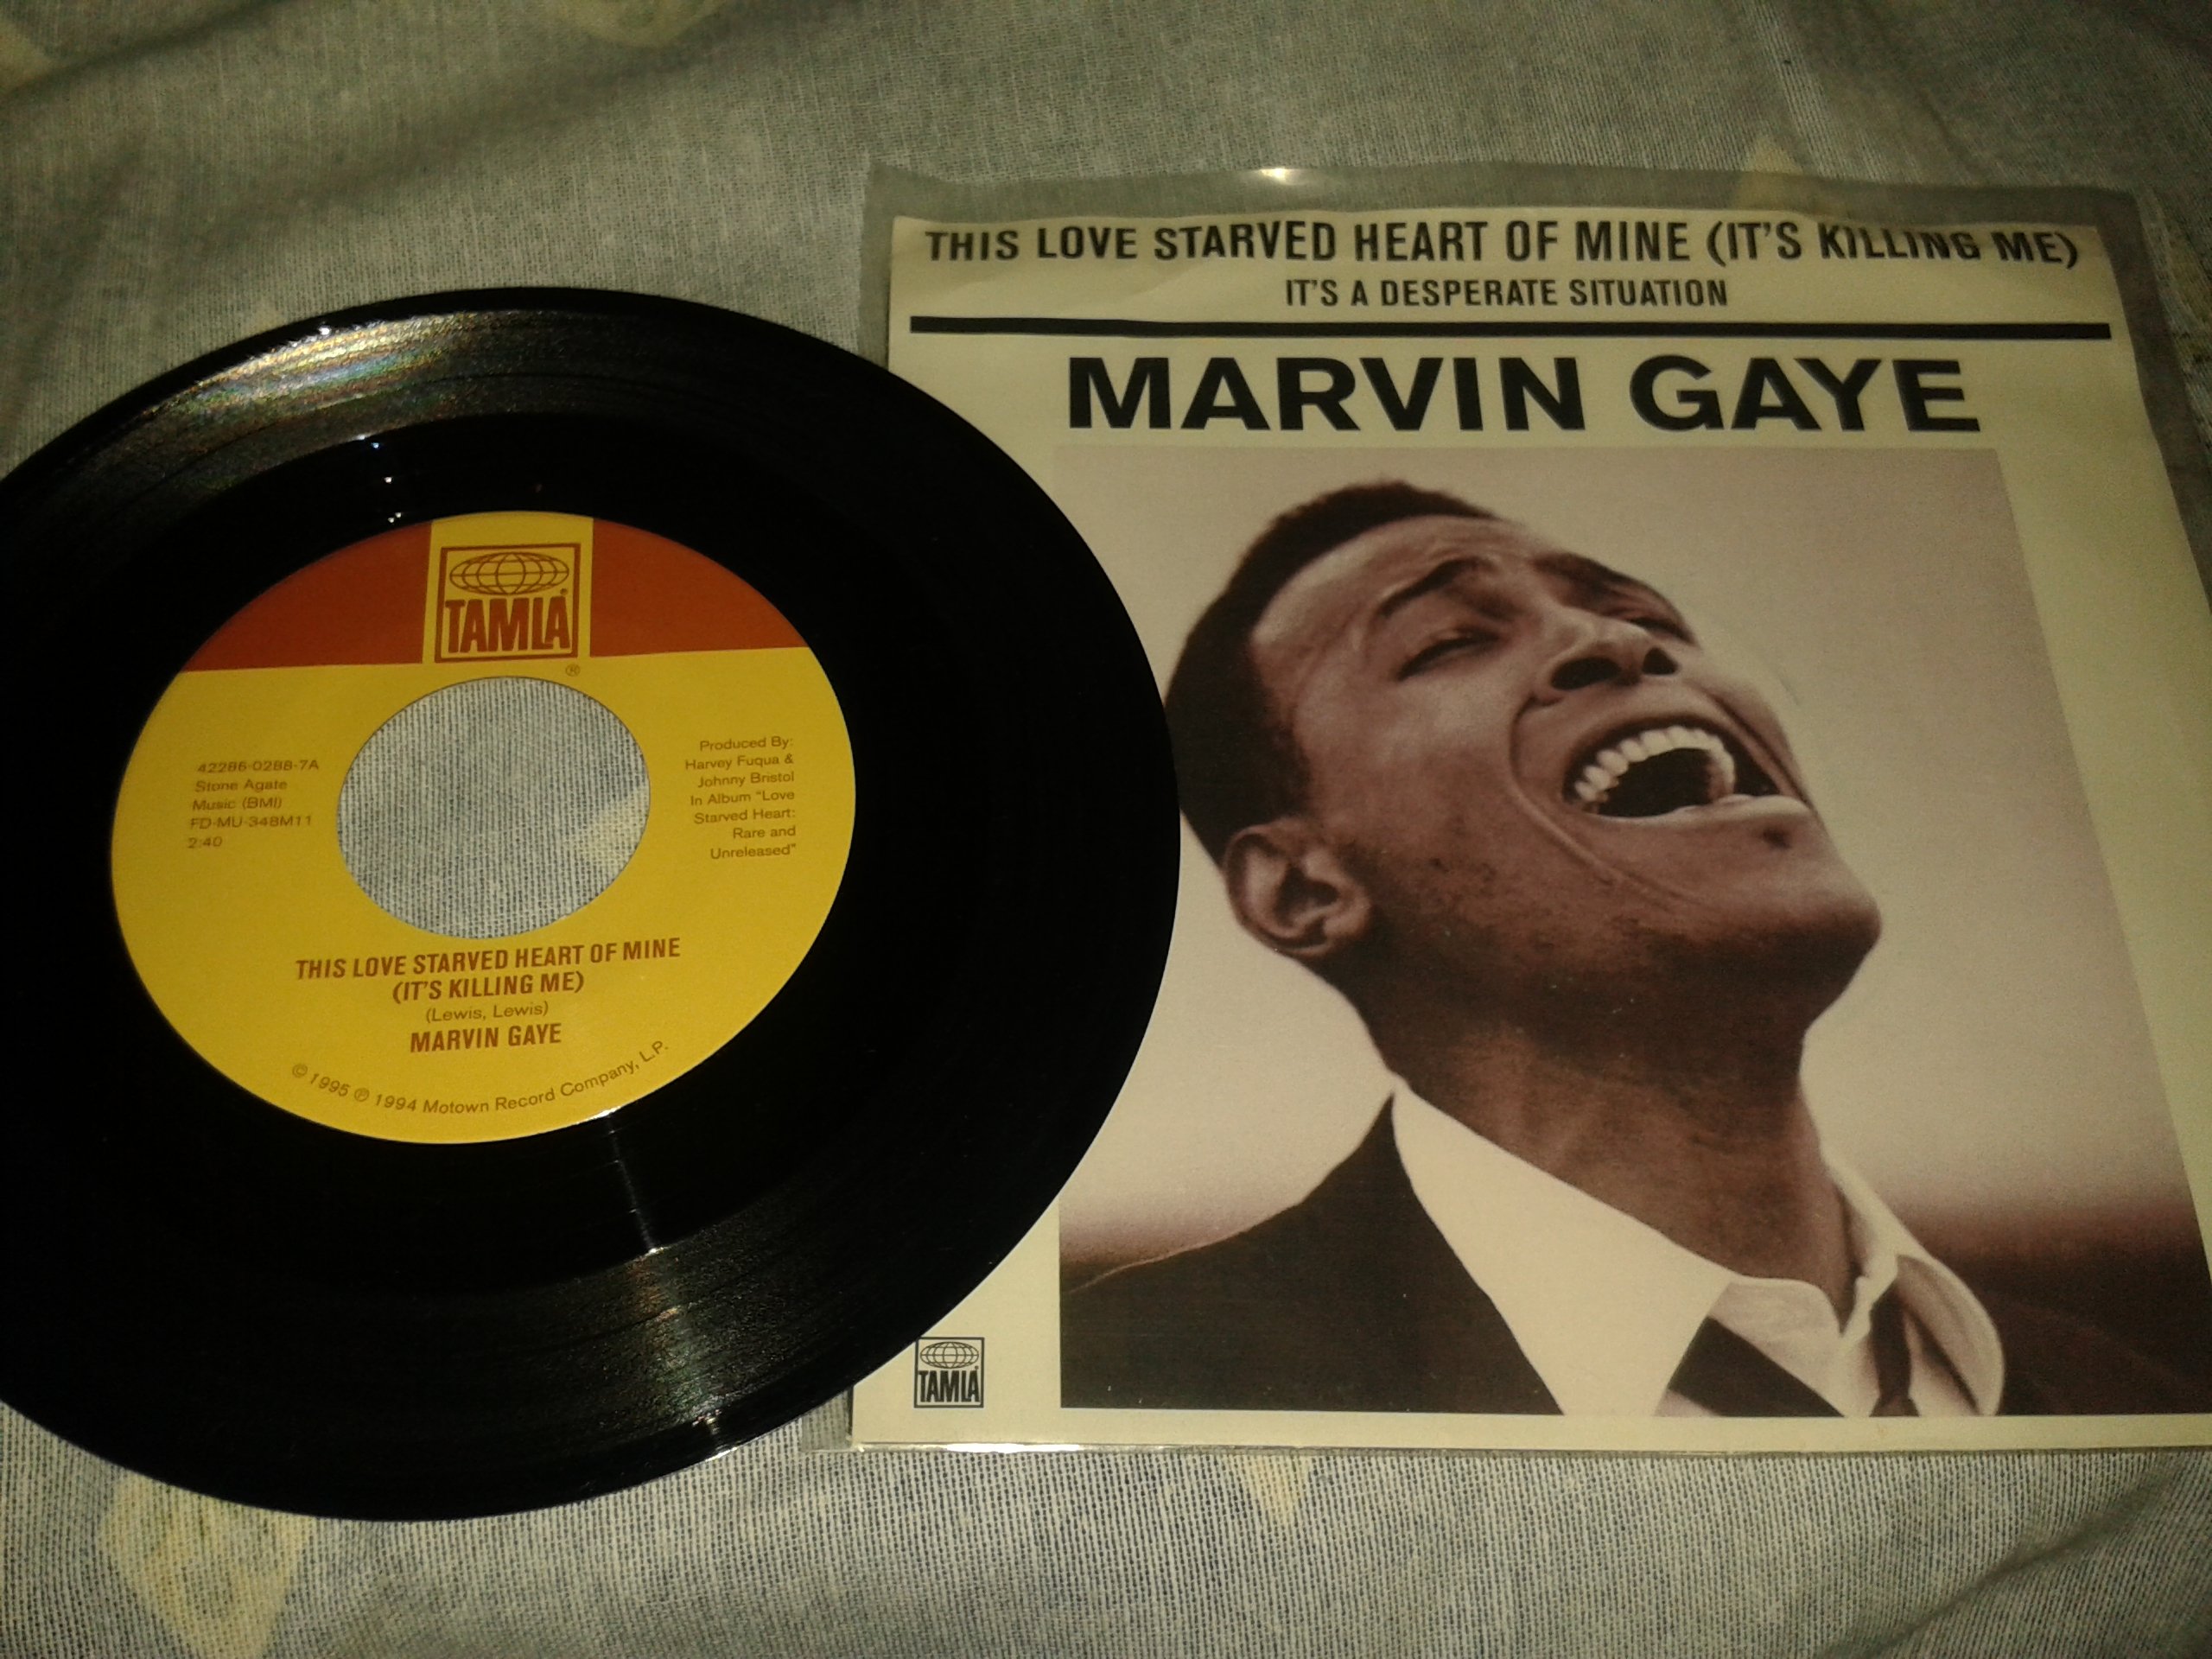 THIS LOVE STARVED HEART OF MINE (IT'S KILLING ME)
IT'S A DESPERATE SITUATION
MARVIN GAYE
TAMLA
TAMLA
®
42286-0288-7A
Stone Agate
Music (BMI)
FD-MU-348M11
2:40
Produced By:
Harvey Fuqua &
Johnny Bristol
In Album "Love
Starved Heart:
Rare and
Unreleased"
THIS LOVE STARVED HEART OF MINE
(IT'S KILLING ME)
(Lewis, Lewis)
MARVIN GAYE
© 1995 ℗ 1994 Motown Record Company, L.P.